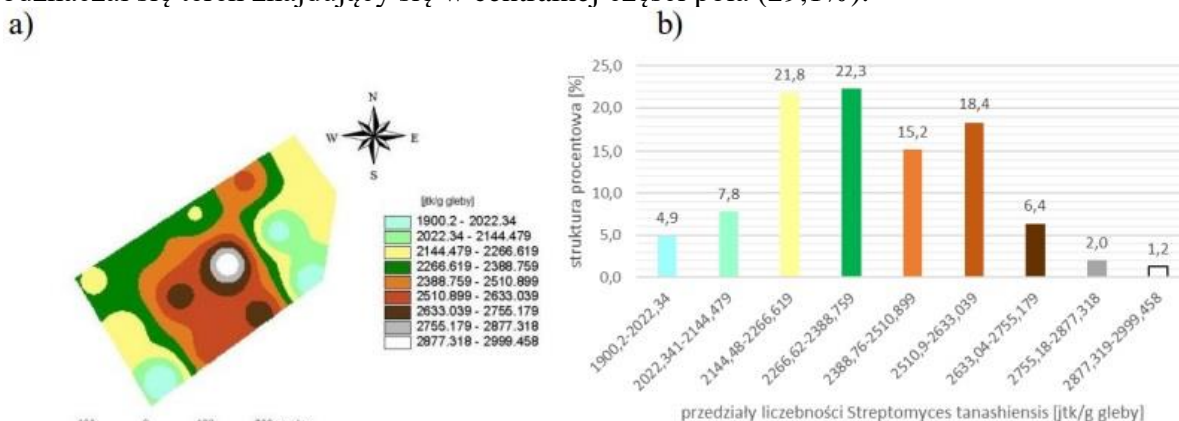 a)
b)
N
W E
S
[jtk/g gleby]
1900.2 - 2022.34
2022.34 - 2144.479
2144.479 - 2266.619
2266.619 - 2388.759
2388.759 - 2510.899
2510.899 - 2633.039
2633.039 - 2755.179
2755.179 - 2877.318
2877.318 - 2999.458
struktura procentowa [%]
25,0
20,0
15,0
10,0
5,0
0,0
4,9
7,8
21,8
22,3
15,2
18,4
6,4
2,0
1,2
1900,2-2022,34
2022,341-2144,479
2144,48-2266,619
2266,62-2388,759
2388,76-2510,899
2510,9-2633,039
2633,04-2755,179
2755,18-2877,318
2877,319-2999,458
przedziały liczebności Streptomyces tanashiensis [jtk/g gleby]